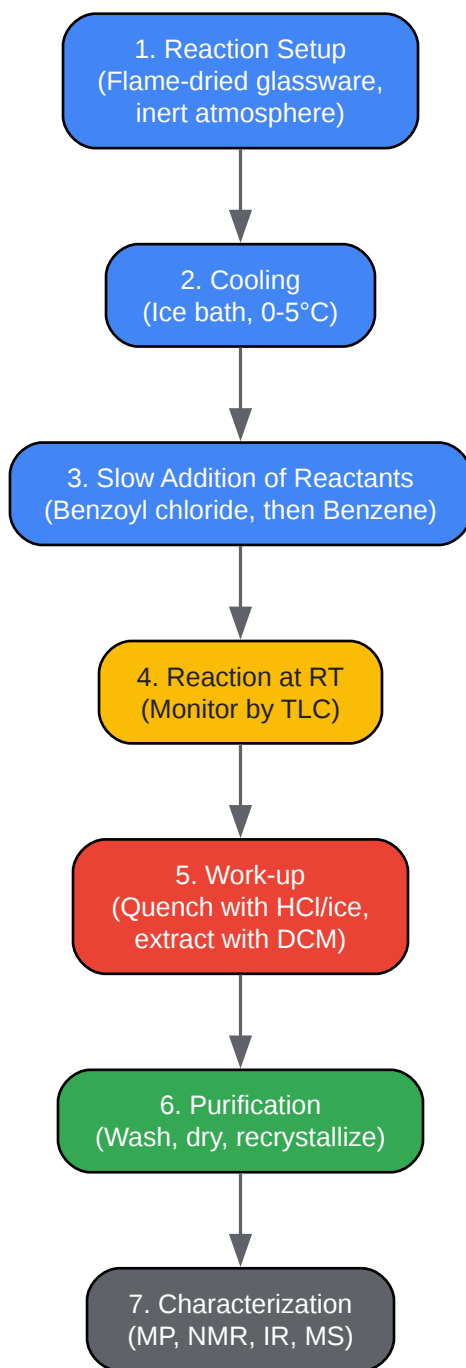 1. Reaction Setup
(Flame-dried glassware,
inert atmosphere)
2. Cooling
(Ice bath, 0-5°C)
3. Slow Addition of Reactants
(Benzoyl chloride, then Benzene)
4. Reaction at RT
(Monitor by TLC)
5. Work-up
(Quench with HCl/ice,
extract with DCM)
6. Purification
(Wash, dry, recrystallize)
7. Characterization
(MP, NMR, IR, MS)